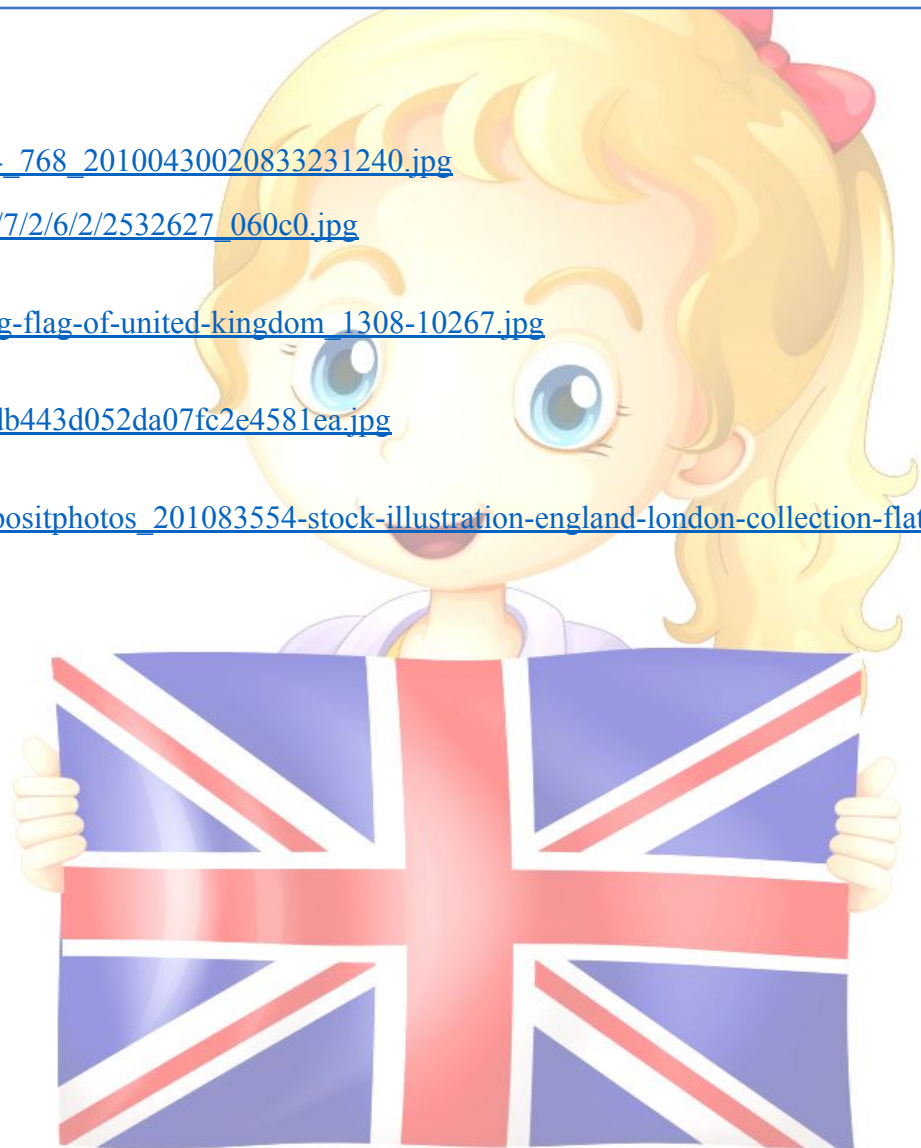 _768_20100430020833231240.jpg
/7/2/6/2/2532627_060c0.jpg
g-flag-of-united-kingdom_1308-10267.jpg
db443d052da07fc2e4581ea.jpg
positphotos_201083554-stock-illustration-england-london-collection-flat